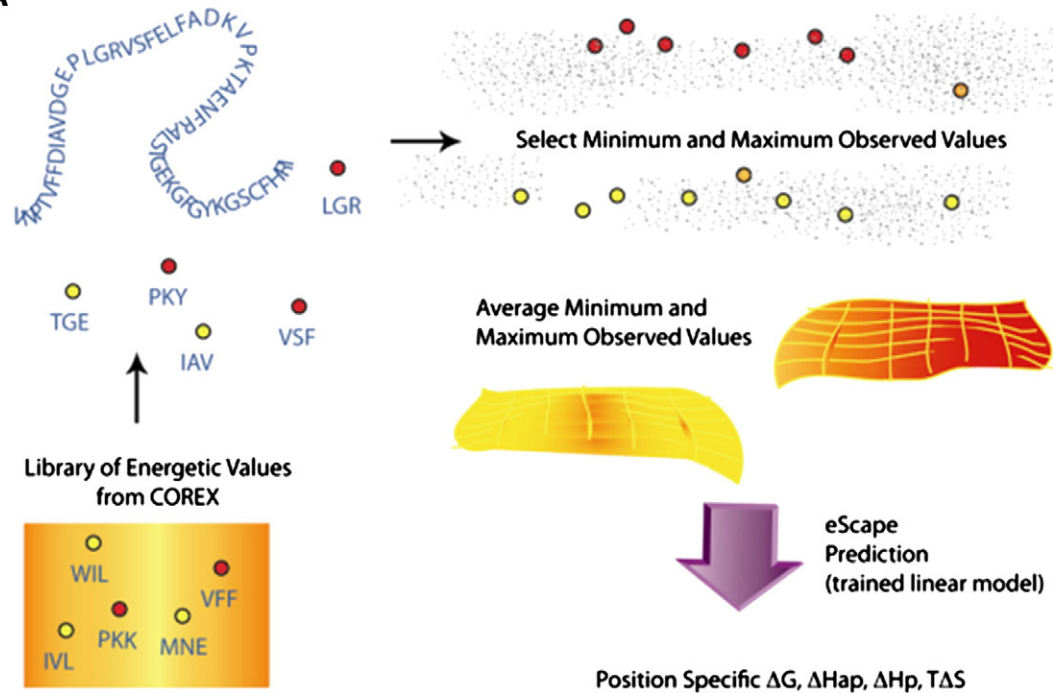 A
VNPTVFFDIAVDGEPLGRVSFELFADKVPKTAENFRALSTGEKGFGYKGSCFHRI
LGR
TGE
PKY
IAV
VSF
Library of Energetic Values
from COREX
WIL
VFF
PKK
MNE
IVL
Select Minimum and Maximum Observed Values
Average Minimum and
Maximum Observed Values
eScape
Prediction
(trained linear model)
Position Specific ΔG, ΔHap, ΔHp, TΔS